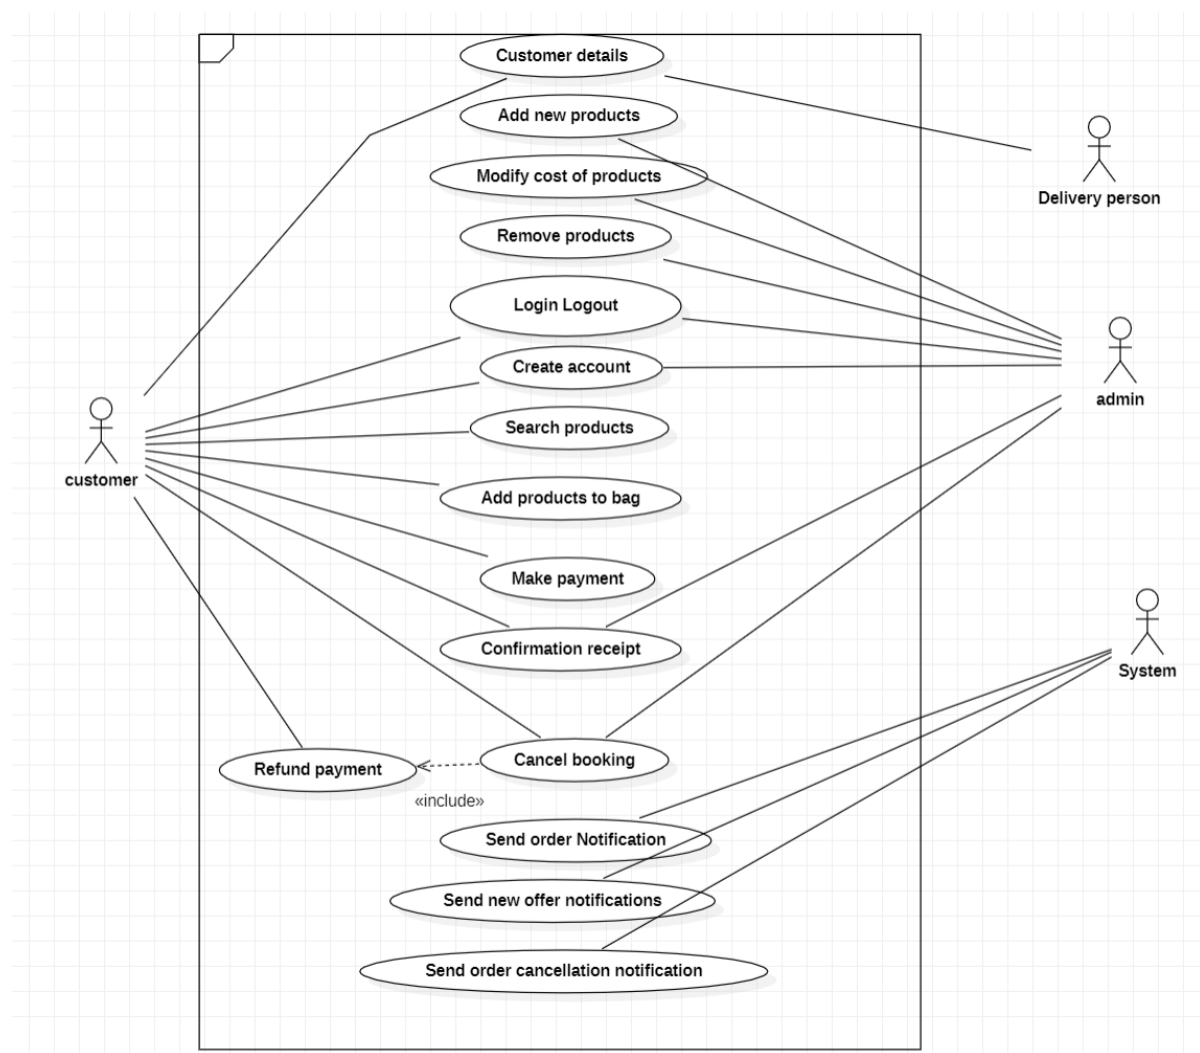 Customer details
Add new products
Delivery person
Modify cost of products
Remove products
Login Logout
Create account
admin
Search products
customer
Add products to bag
Make payment
Confirmation receipt
System
Cancel booking
Refund payment
«include»
Send order Notification
Send new offer notifications
Send order cancellation notification